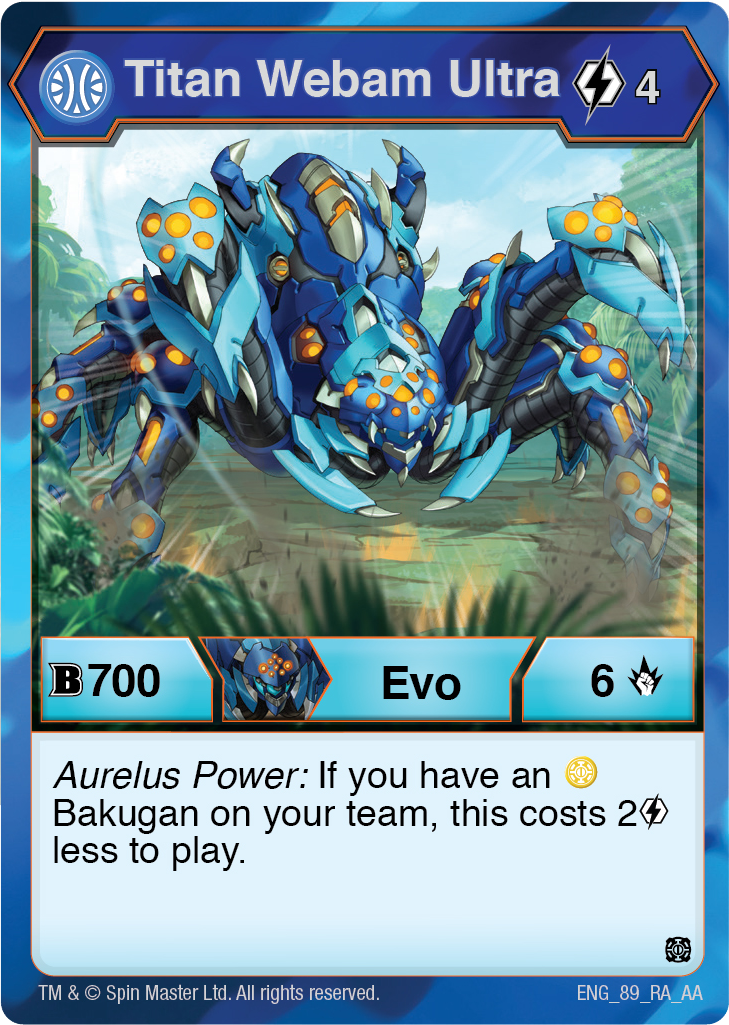 Titan Webam Ultra 4
B 700 Evo 6
Aurelus Power: If you have an
Bakugan on your team, this costs 2
less to play.
TM & © Spin Master Ltd. All rights reserved. ENG_89_RA_AA